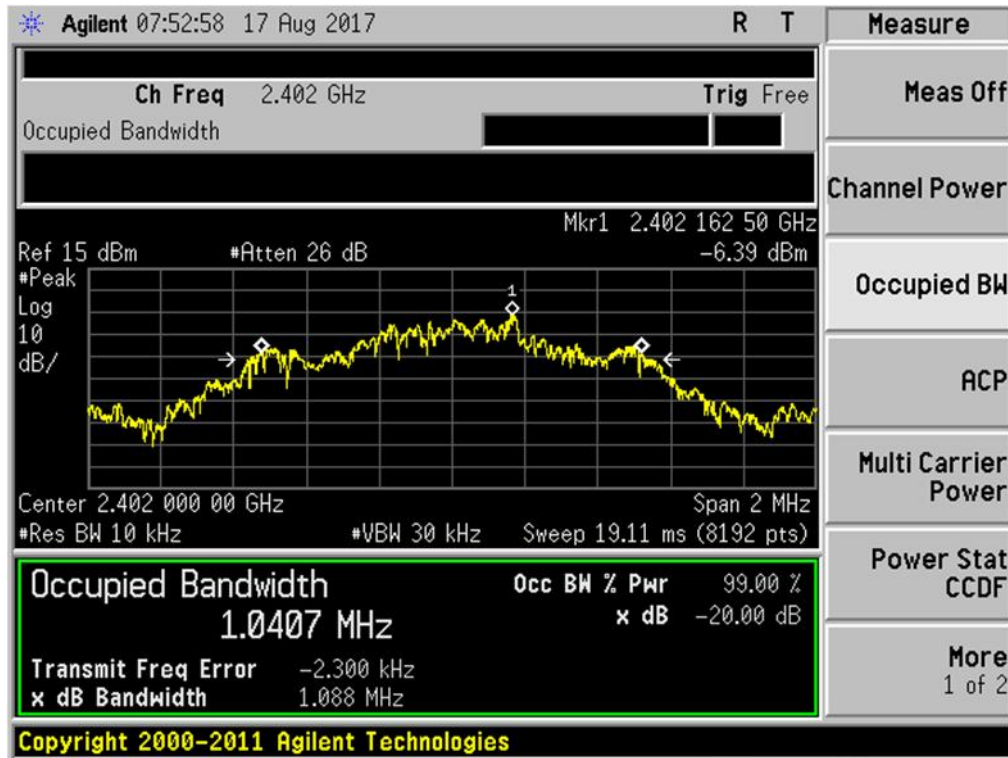 Agilent 07:52:58 17 Aug 2017 R T
Measure
Ch Freq 2.402 GHz Trig Free
Occupied Bandwidth
Meas Off
Channel Power
Occupied BW
ACP
Multi Carrier
Power
Power Stat
CCDF
More
1 of 2
Mkr1 2.402 162 50 GHz
Ref 15 dBm #Atten 26 dB -6.39 dBm
#Peak
Log
10
dB/
1
Center 2.402 000 00 GHz Span 2 MHz
#Res BW 10 kHz #VBW 30 kHz Sweep 19.11 ms (8192 pts)
Occupied Bandwidth
1.0407 MHz
Occ BW % Pwr 99.00 %
x dB -20.00 dB
Transmit Freq Error -2.300 kHz
x dB Bandwidth 1.088 MHz
Copyright 2000-2011 Agilent Technologies